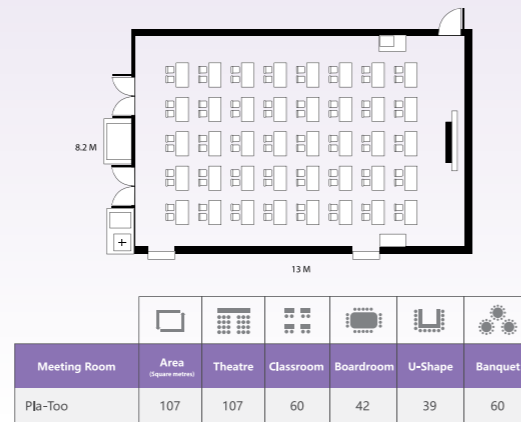 8.2 M
13 M
Meeting Room Area (Square metres) Theatre Classroom Boardroom U-Shape Banquet
Pla-Too 107 107 60 42 39 60